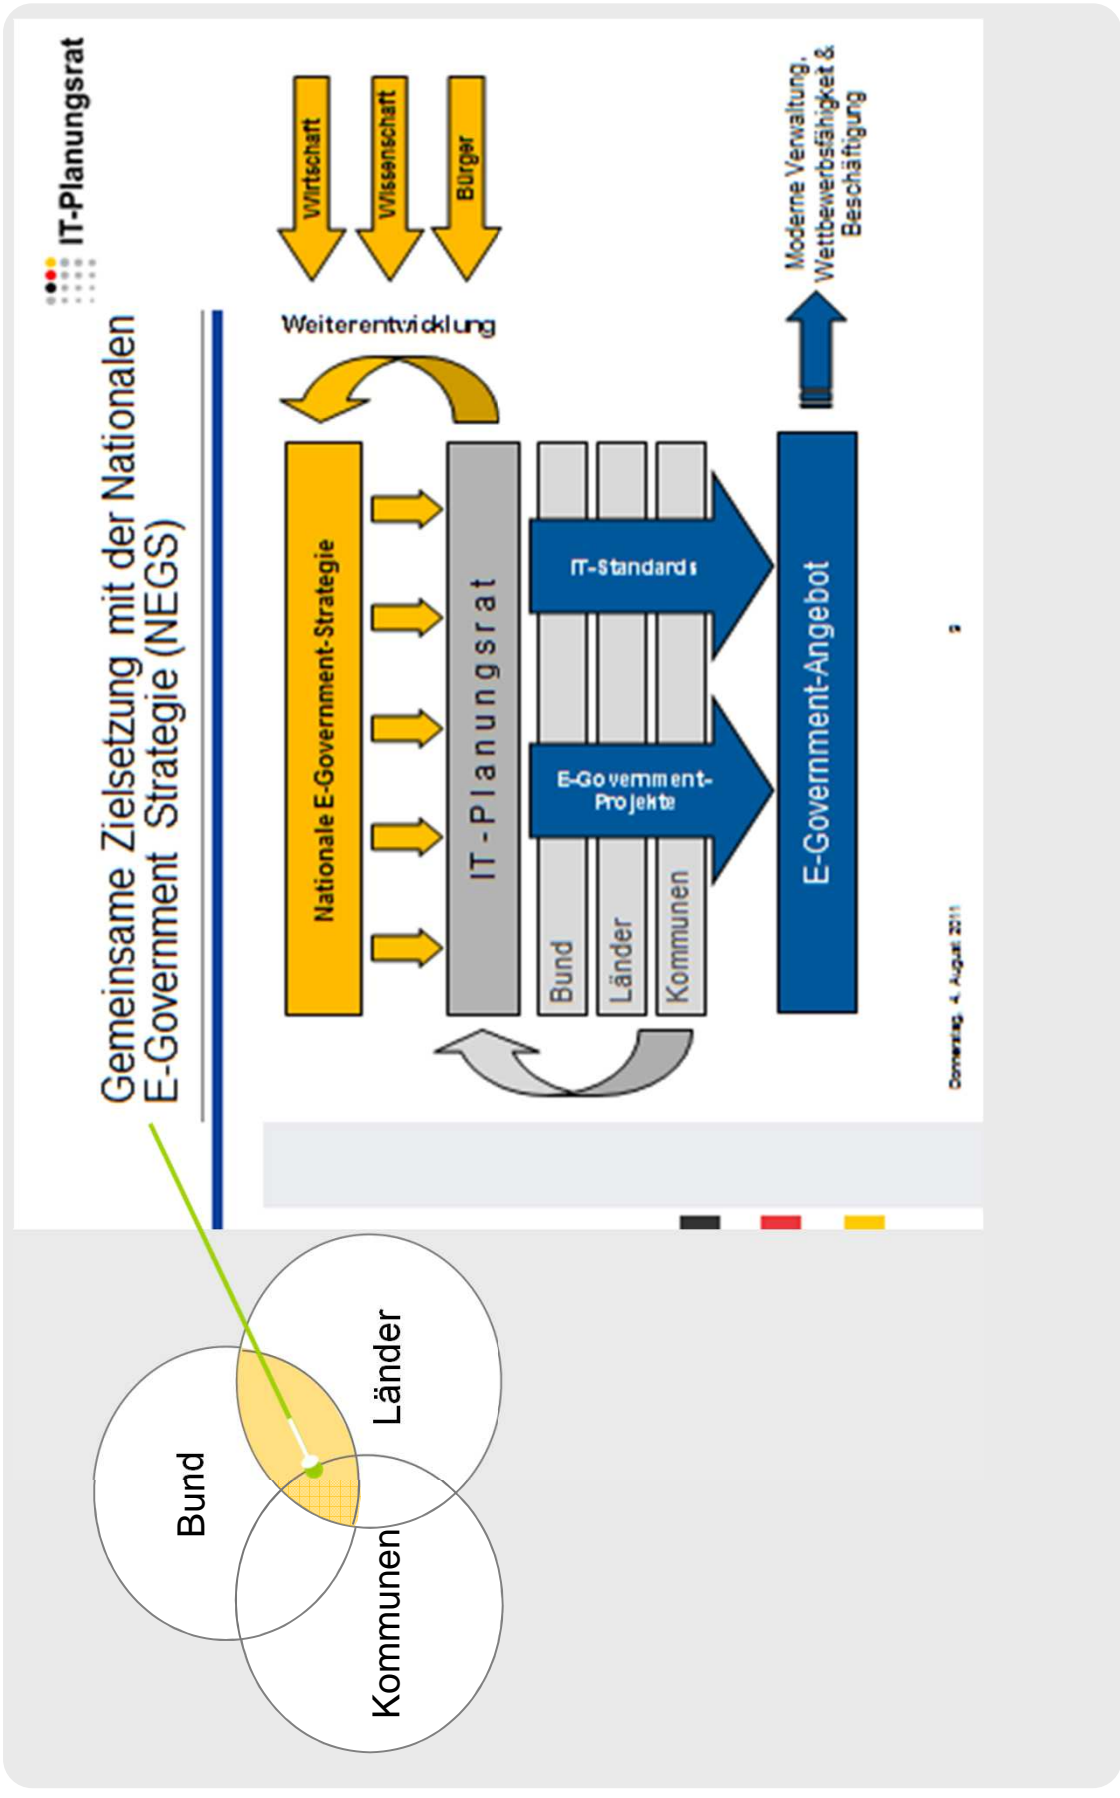 IT-Planungsrat
Gemeinsame Zielsetzung mit der Nationalen
E-Government Strategie (NEGS)
Nationale E-Government-Strategie
Weiterentwicklung
Wirtschaft
Wissenschaft
Bürger
IT-Planungsrat
Bund
Länder
Kommunen
E-Government-
Projekte
IT-Standards
E-Government-Angebot
Moderne Verwaltung,
Wettbewerbsfähigkeit &
Beschäftigung
Donnerstag, 4. August 2011
9
Bund
Kommunen
Länder